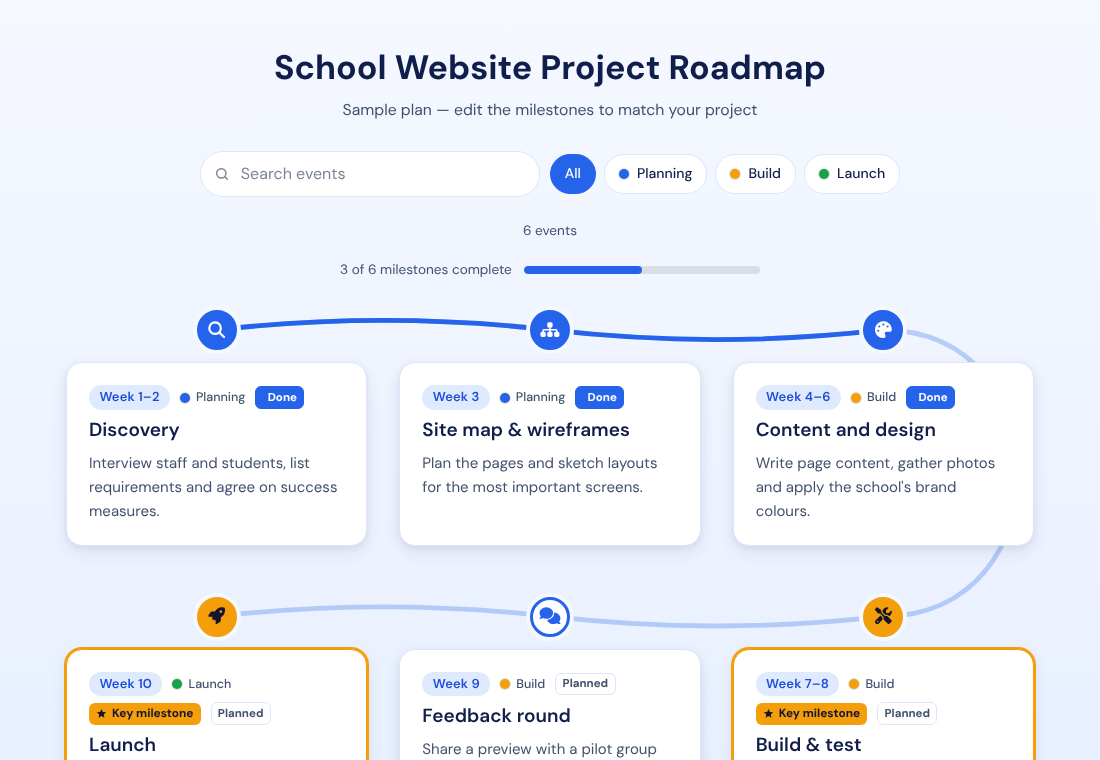 School Website Project Roadmap
Sample plan — edit the milestones to match your project
Search events
All
Planning
Build
Launch
6 events
3 of 6 milestones complete
Week 1–2 Planning Done
Discovery
Interview staff and students, list
requirements and agree on success
measures.
Week 3 Planning Done
Site map & wireframes
Plan the pages and sketch layouts
for the most important screens.
Week 4–6 Build Done
Content and design
Write page content, gather photos
and apply the school's brand
colours.
Week 10 Launch
Key milestone Planned
Launch
Week 9 Build Planned
Feedback round
Share a preview with a pilot group
Week 7–8 Build
Key milestone Planned
Build & test